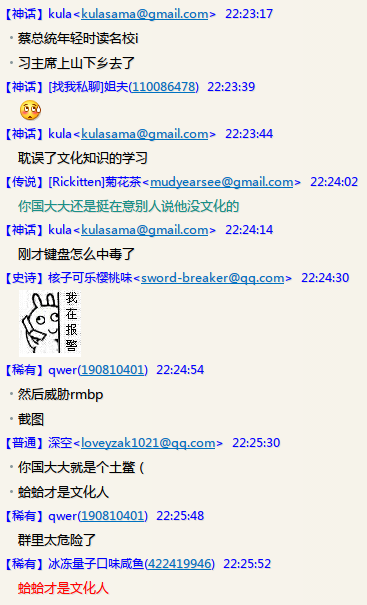 【神话】kula<kulasama@gmail.com> 22:23:17
·蔡总统年轻时读名校i
·习主席上山下乡去了
【神话】[找我私聊]姐夫(110086478) 22:23:39
【神话】kula<kulasama@gmail.com> 22:23:44
耽误了文化知识的学习
【传说】[Rickitten]菊花茶<mudyearsee@gmail.com> 22:24:02
你国大大还是挺在意别人说他没文化的
【神话】kula<kulasama@gmail.com> 22:24:14
刚才键盘怎么中毒了
【史诗】核子可乐樱桃味<sword-breaker@qq.com> 22:24:30
我在报警
【稀有】qwer(190810401) 22:24:54
·然后威胁rmbp
·截图
【普通】深空<loveyzak1021@qq.com> 22:25:30
·你国大大就是个土鳖（
·蛤蛤才是文化人
【稀有】qwer(190810401) 22:25:48
群里太危险了
【稀有】冰冻量子口味咸鱼(422419946) 22:25:52
蛤蛤才是文化人